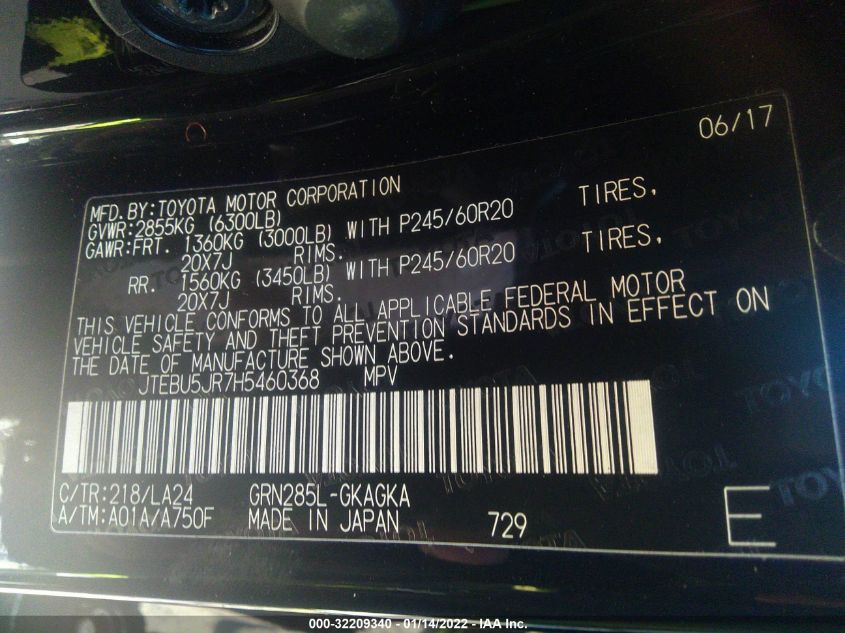 06/17
MFD.BY:TOYOTA MOTOR CORPORATION
GVWR:2855KG (6300LB)
GAWR:FRT. 1360KG (3000LB) WITH P245/60R20 TIRES,
20X7J RIMS.
RR. 1560KG (3450LB) WITH P245/60R20 TIRES,
20X7J RIMS.
THIS VEHICLE CONFORMS TO ALL APPLICABLE FEDERAL MOTOR
VEHICLE SAFETY AND THEFT PREVENTION STANDARDS IN EFFECT ON
THE DATE OF MANUFACTURE SHOWN ABOVE.
JTEBU5JR7H5460368 MPV
C/TR:218/LA24 GRN285L-GKAGKA
A/TM:A01A/A750F MADE IN JAPAN 729 E
TOYOTA
000-32209340 - 01/14/2022 - IAA Inc.